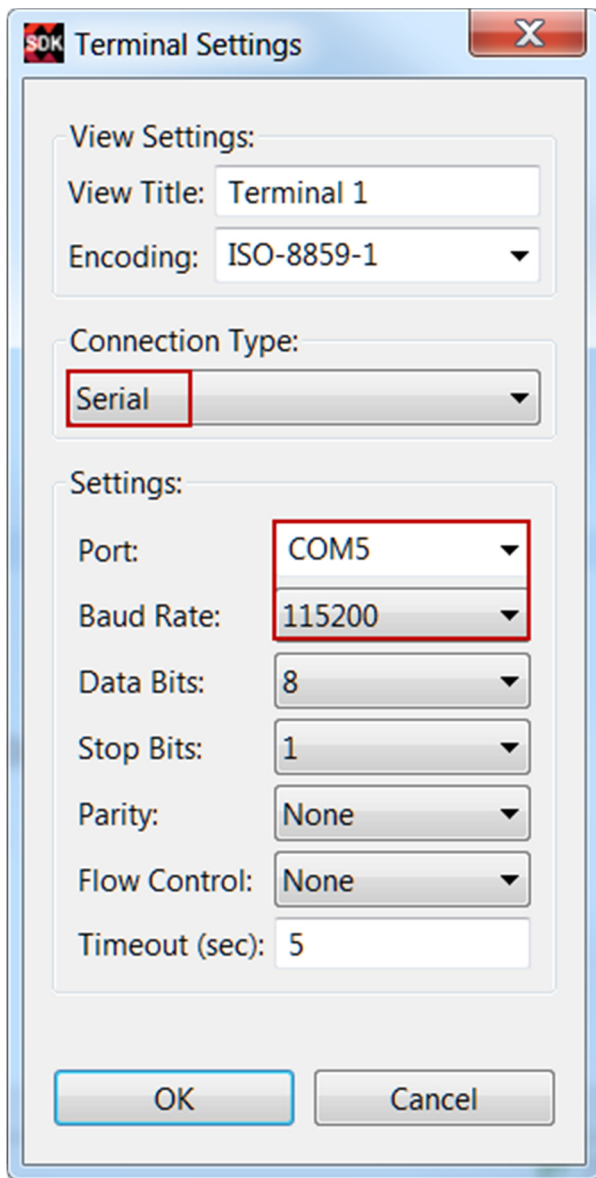 SDK Terminal Settings
View Settings:
View Title: Terminal 1
Encoding: ISO-8859-1
Connection Type:
Serial
Settings:
Port: COM5
Baud Rate: 115200
Data Bits: 8
Stop Bits: 1
Parity: None
Flow Control: None
Timeout (sec): 5
OK Cancel